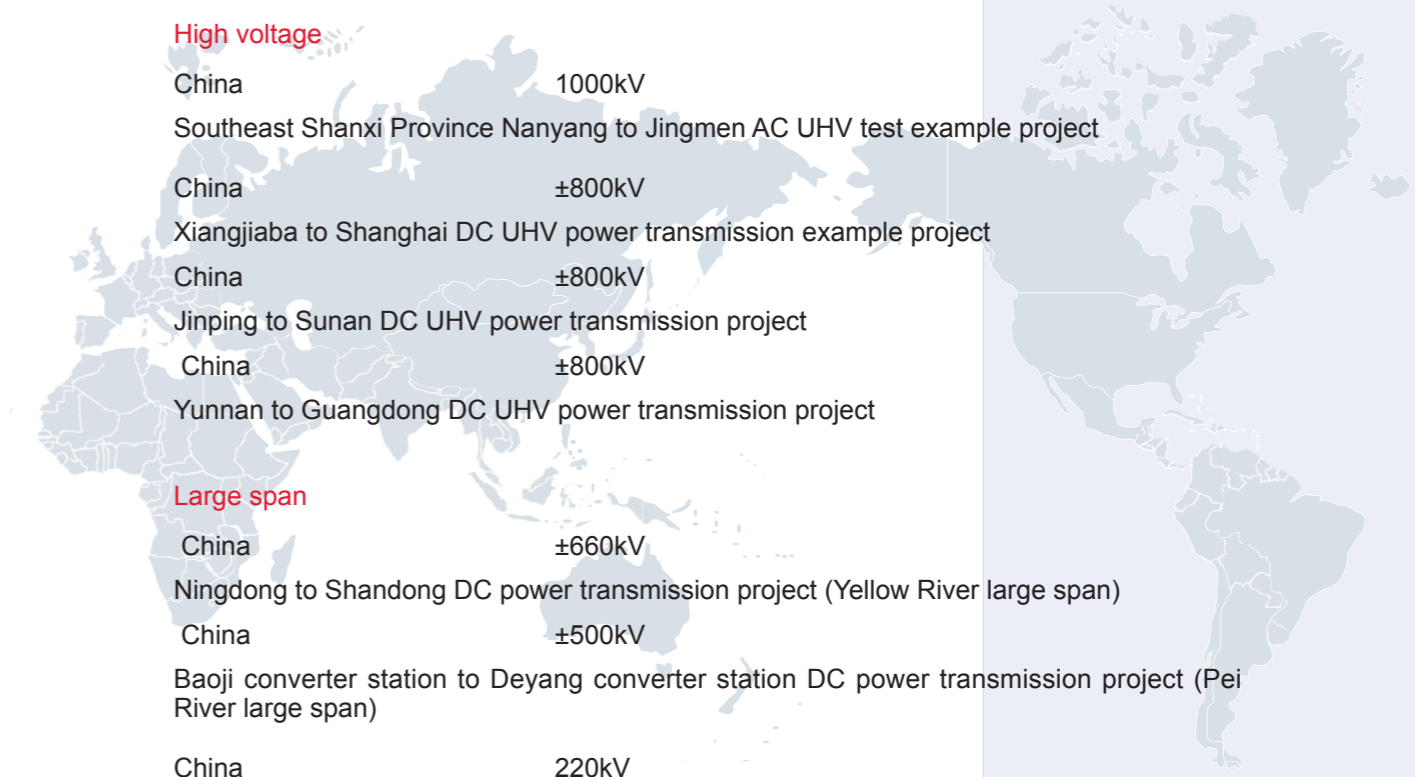 High voltage
China 1000kV
Southeast Shanxi Province Nanyang to Jingmen AC UHV test example project
China ±800kV
Xiangjiaba to Shanghai DC UHV power transmission example project
China ±800kV
Jinping to Sunan DC UHV power transmission project
China ±800kV
Yunnan to Guangdong DC UHV power transmission project
Large span
China ±660kV
Ningdong to Shandong DC power transmission project (Yellow River large span)
China ±500kV
Baoji converter station to Deyang converter station DC power transmission project (Pei
River large span)
China 220kV